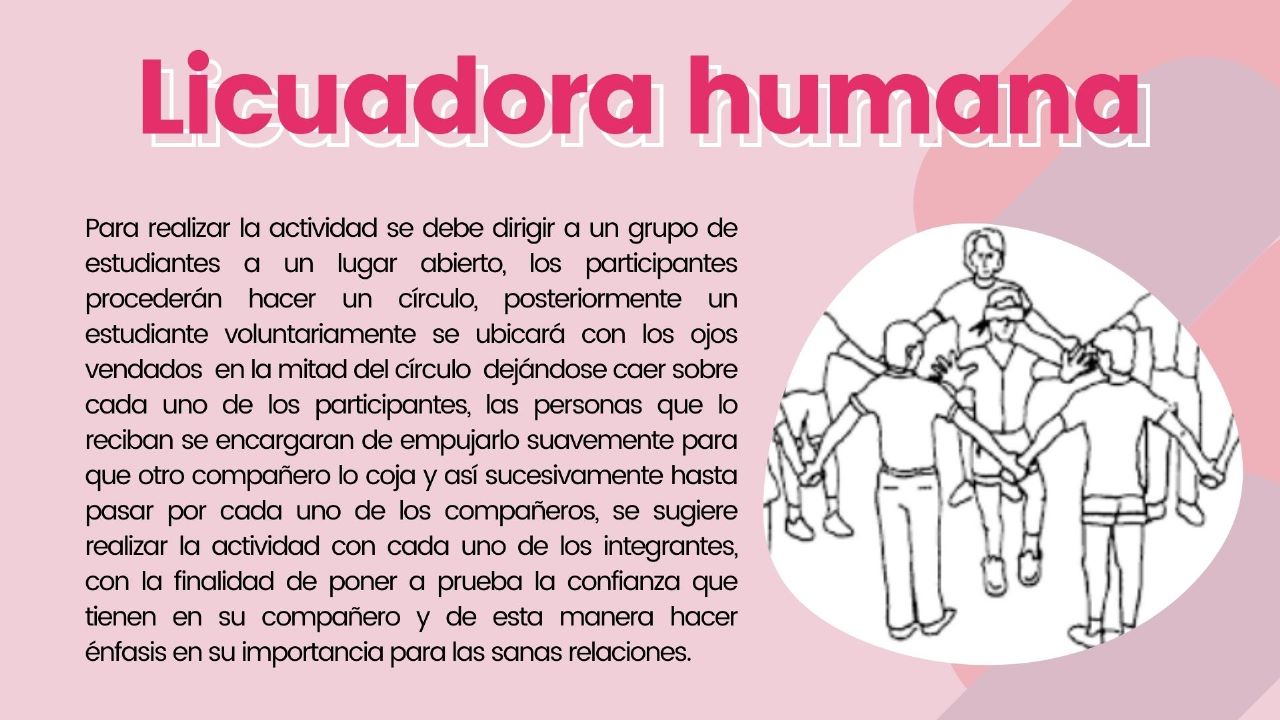 Licuadora humana
Para realizar la actividad se debe dirigir a un grupo de
estudiantes a un lugar abierto, los participantes
procederán hacer un círculo, posteriormente un
estudiante voluntariamente se ubicará con los ojos
vendados en la mitad del círculo dejándose caer sobre
cada uno de los participantes, las personas que lo
reciban se encargaran de empujarlo suavemente para
que otro compañero lo coja y así sucesivamente hasta
pasar por cada uno de los compañeros, se sugiere
realizar la actividad con cada uno de los integrantes,
con la finalidad de poner a prueba la confianza que
tienen en su compañero y de esta manera hacer
énfasis en su importancia para las sanas relaciones.